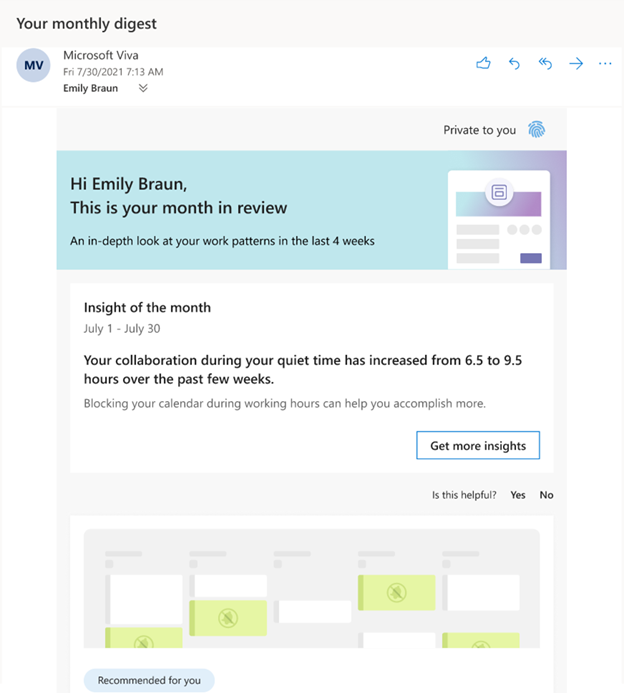 Your monthly digest
MV
Microsoft Viva
Fri 7/30/2021 7:13 AM
Emily Braun
Private to you
Hi Emily Braun,
This is your month in review
An in-depth look at your work patterns in the last 4 weeks
Insight of the month
July 1 - July 30
Your collaboration during your quiet time has increased from 6.5 to 9.5
hours over the past few weeks.
Blocking your calendar during working hours can help you accomplish more.
Get more insights
Is this helpful? Yes No
Recommended for you